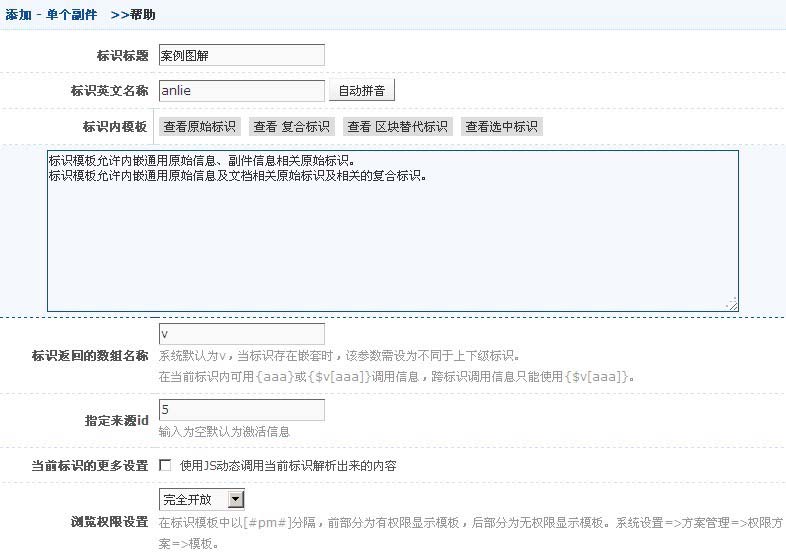 添加 - 单个副件 >>帮助
标识标题 案例图解
标识英文名称 anlie 自动拼音
标识内模板 查看原始标识 查看 复合标识 查看 区块替代标识 查看选中标识
标识模板允许内嵌通用原始信息、副件信息相关原始标识。
标识模板允许内嵌通用原始信息及文档相关原始标识及相关的复合标识。
标识返回的数组名称 v
系统默认为v，当标识存在嵌套时，该参数需设为不同于上下级标识。
在当前标识内可用{aaa}或{$v[aaa]}调用信息，跨标识调用信息只能使用{$v[aaa]}。
指定来源id 5
输入为空默认为激活信息
当前标识的更多设置 使用JS动态调用当前标识解析出来的内容
浏览权限设置 完全开放
在标识模板中以[#pm#]分隔，前部分为有权限显示模板，后部分为无权限显示模板。系统设置=>方案管理=>权限方
案=>模板。